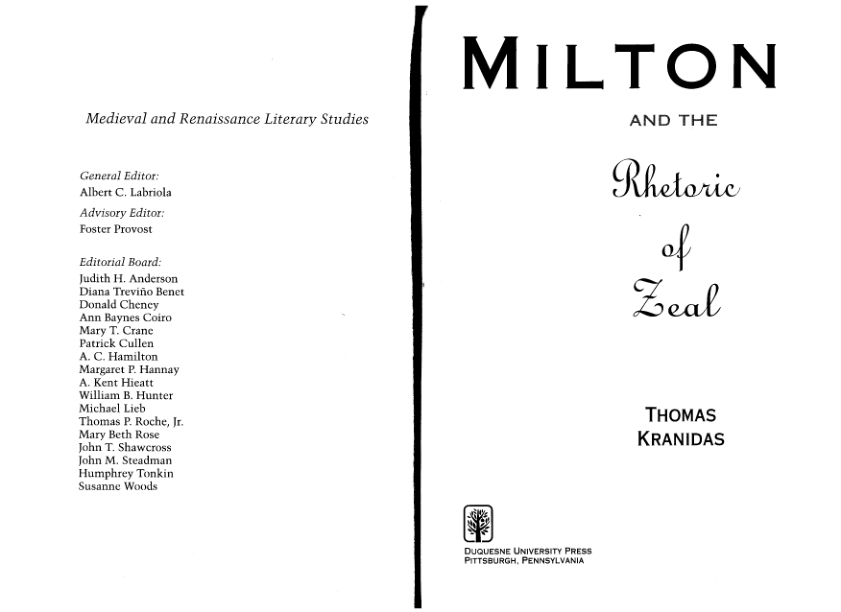 Medieval and Renaissance Literary Studies
General Editor:
Albert C. Labriola
Advisory Editor:
Foster Provost
Editorial Board:
Judith H. Anderson
Diana Treviño Benet
Donald Cheney
Ann Baynes Coiro
Mary T. Crane
Patrick Cullen
A. C. Hamilton
Margaret P. Hannay
A. Kent Hieatt
William B. Hunter
Michael Lieb
Thomas P. Roche, Jr.
Mary Beth Rose
John T. Shawcross
John M. Steadman
Humphrey Tonkin
Susanne Woods
MILTON
AND THE
Rhetoric
of
Zeal
THOMAS
KRANIDAS
DUQUESNE UNIVERSITY PRESS
PITTSBURGH, PENNSYLVANIA